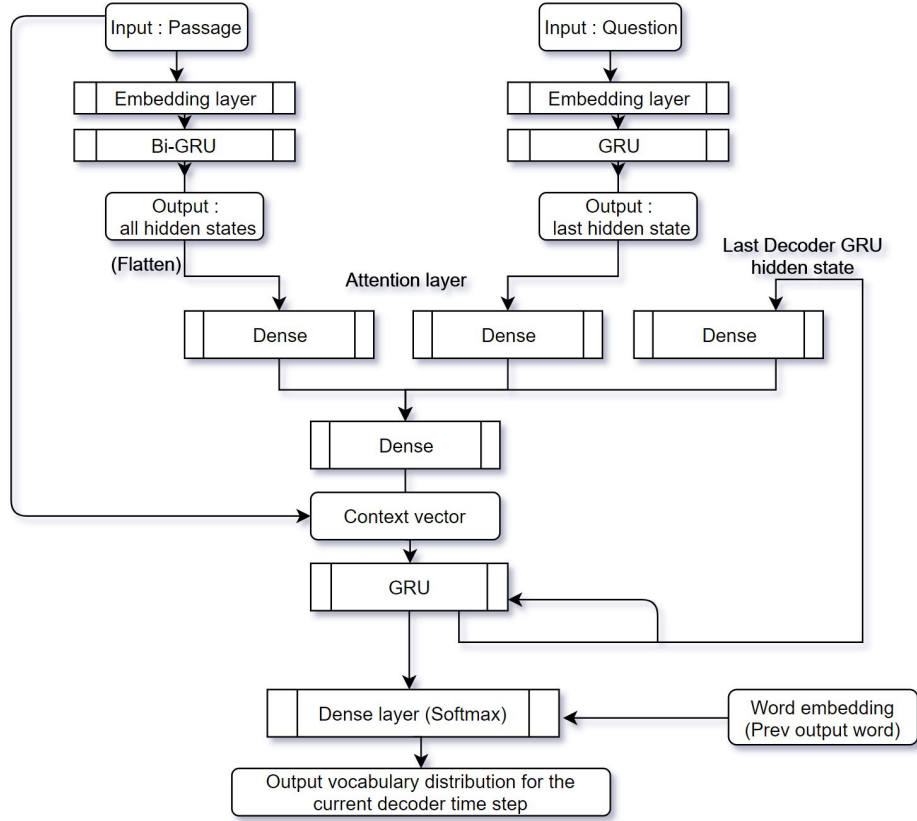 Input : Passage
Input : Question
Embedding layer
Embedding layer
Bi-GRU
GRU
Output :
all hidden states
Output :
last hidden state
(Flatten)
Attention layer
Last Decoder GRU
hidden state
Dense
Dense
Dense
Dense
Context vector
GRU
Dense layer (Softmax)
Word embedding
(Prev output word)
Output vocabulary distribution for the
current decoder time step